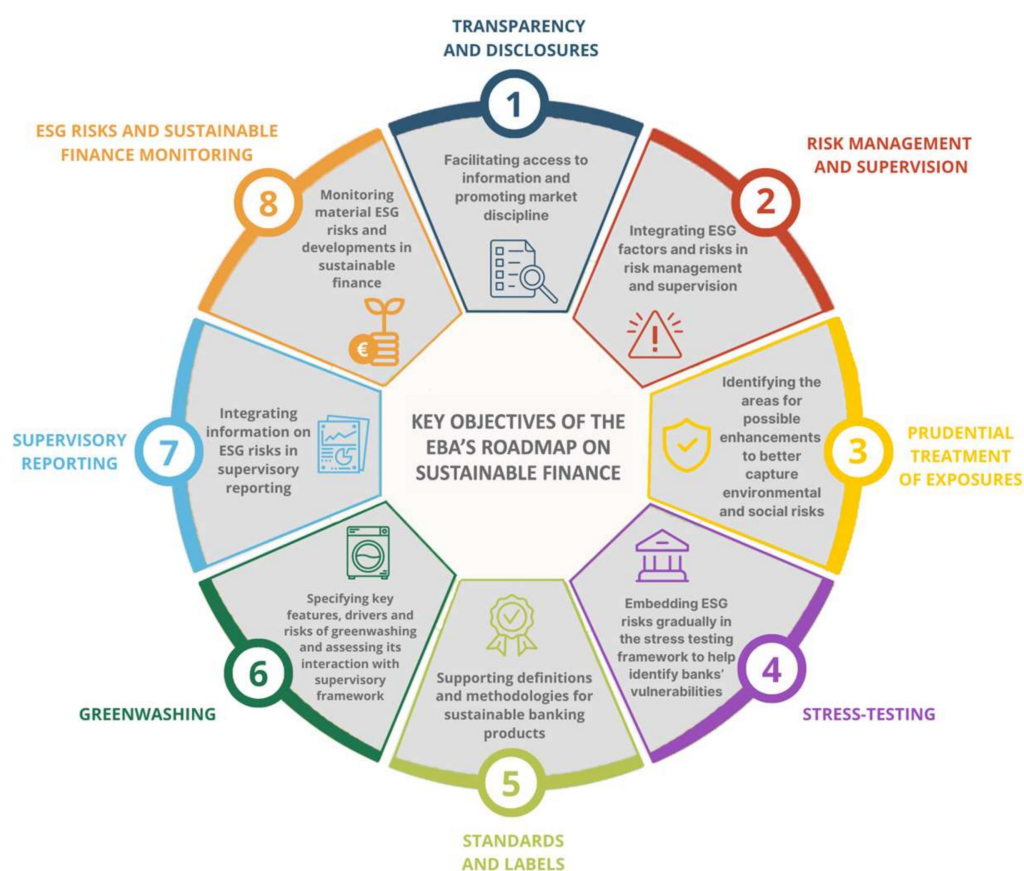 TRANSPARENCY
AND DISCLOSURES
1
Facilitating access to
information and
promoting market
discipline
RISK MANAGEMENT
AND SUPERVISION
2
Integrating ESG
factors and risks in
risk management
and supervision
PRUDENTIAL
TREATMENT
OF EXPOSURES
3
Identifying the
areas for
possible
enhancements
to better
capture
environmental
and social risks
STRESS-TESTING
4
Embedding ESG
risks gradually in
the stress testing
framework to help
identify banks'
vulnerabilities
STANDARDS
AND LABELS
5
Supporting definitions
and methodologies for
sustainable banking
products
GREENWASHING
6
Specifying key
features, drivers and
risks of greenwashing
and assessing its
interaction with
supervisory
framework
SUPERVISORY
REPORTING
7
Integrating
information on
ESG risks in
supervisory
reporting
ESG RISKS AND SUSTAINABLE
FINANCE MONITORING
8
Monitoring
material ESG
risks and
developments in
sustainable
finance
€
KEY OBJECTIVES OF THE
EBA'S ROADMAP ON
SUSTAINABLE FINANCE